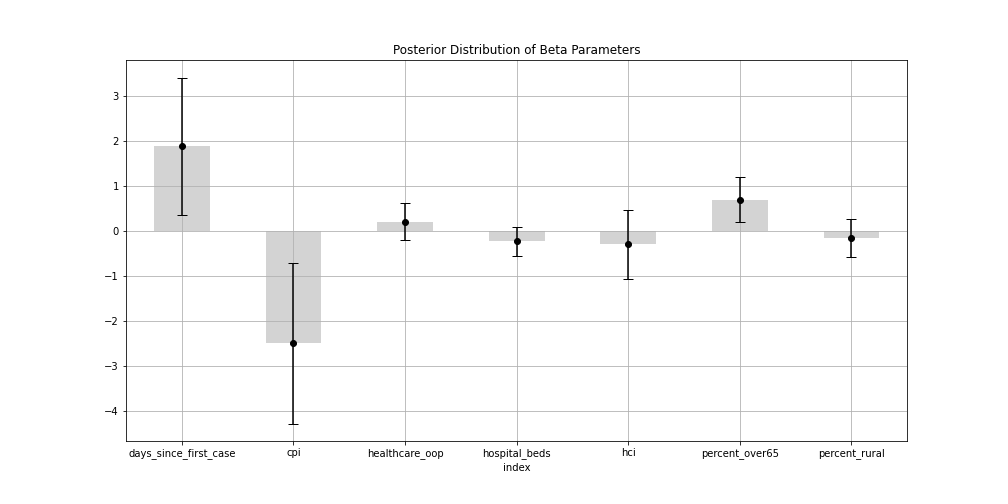 Posterior Distribution of Beta Parameters
3
2
1
0
−1
−2
−3
−4
days_since_first_case cpi healthcare_oop hospital_beds hci percent_over65 percent_rural
index